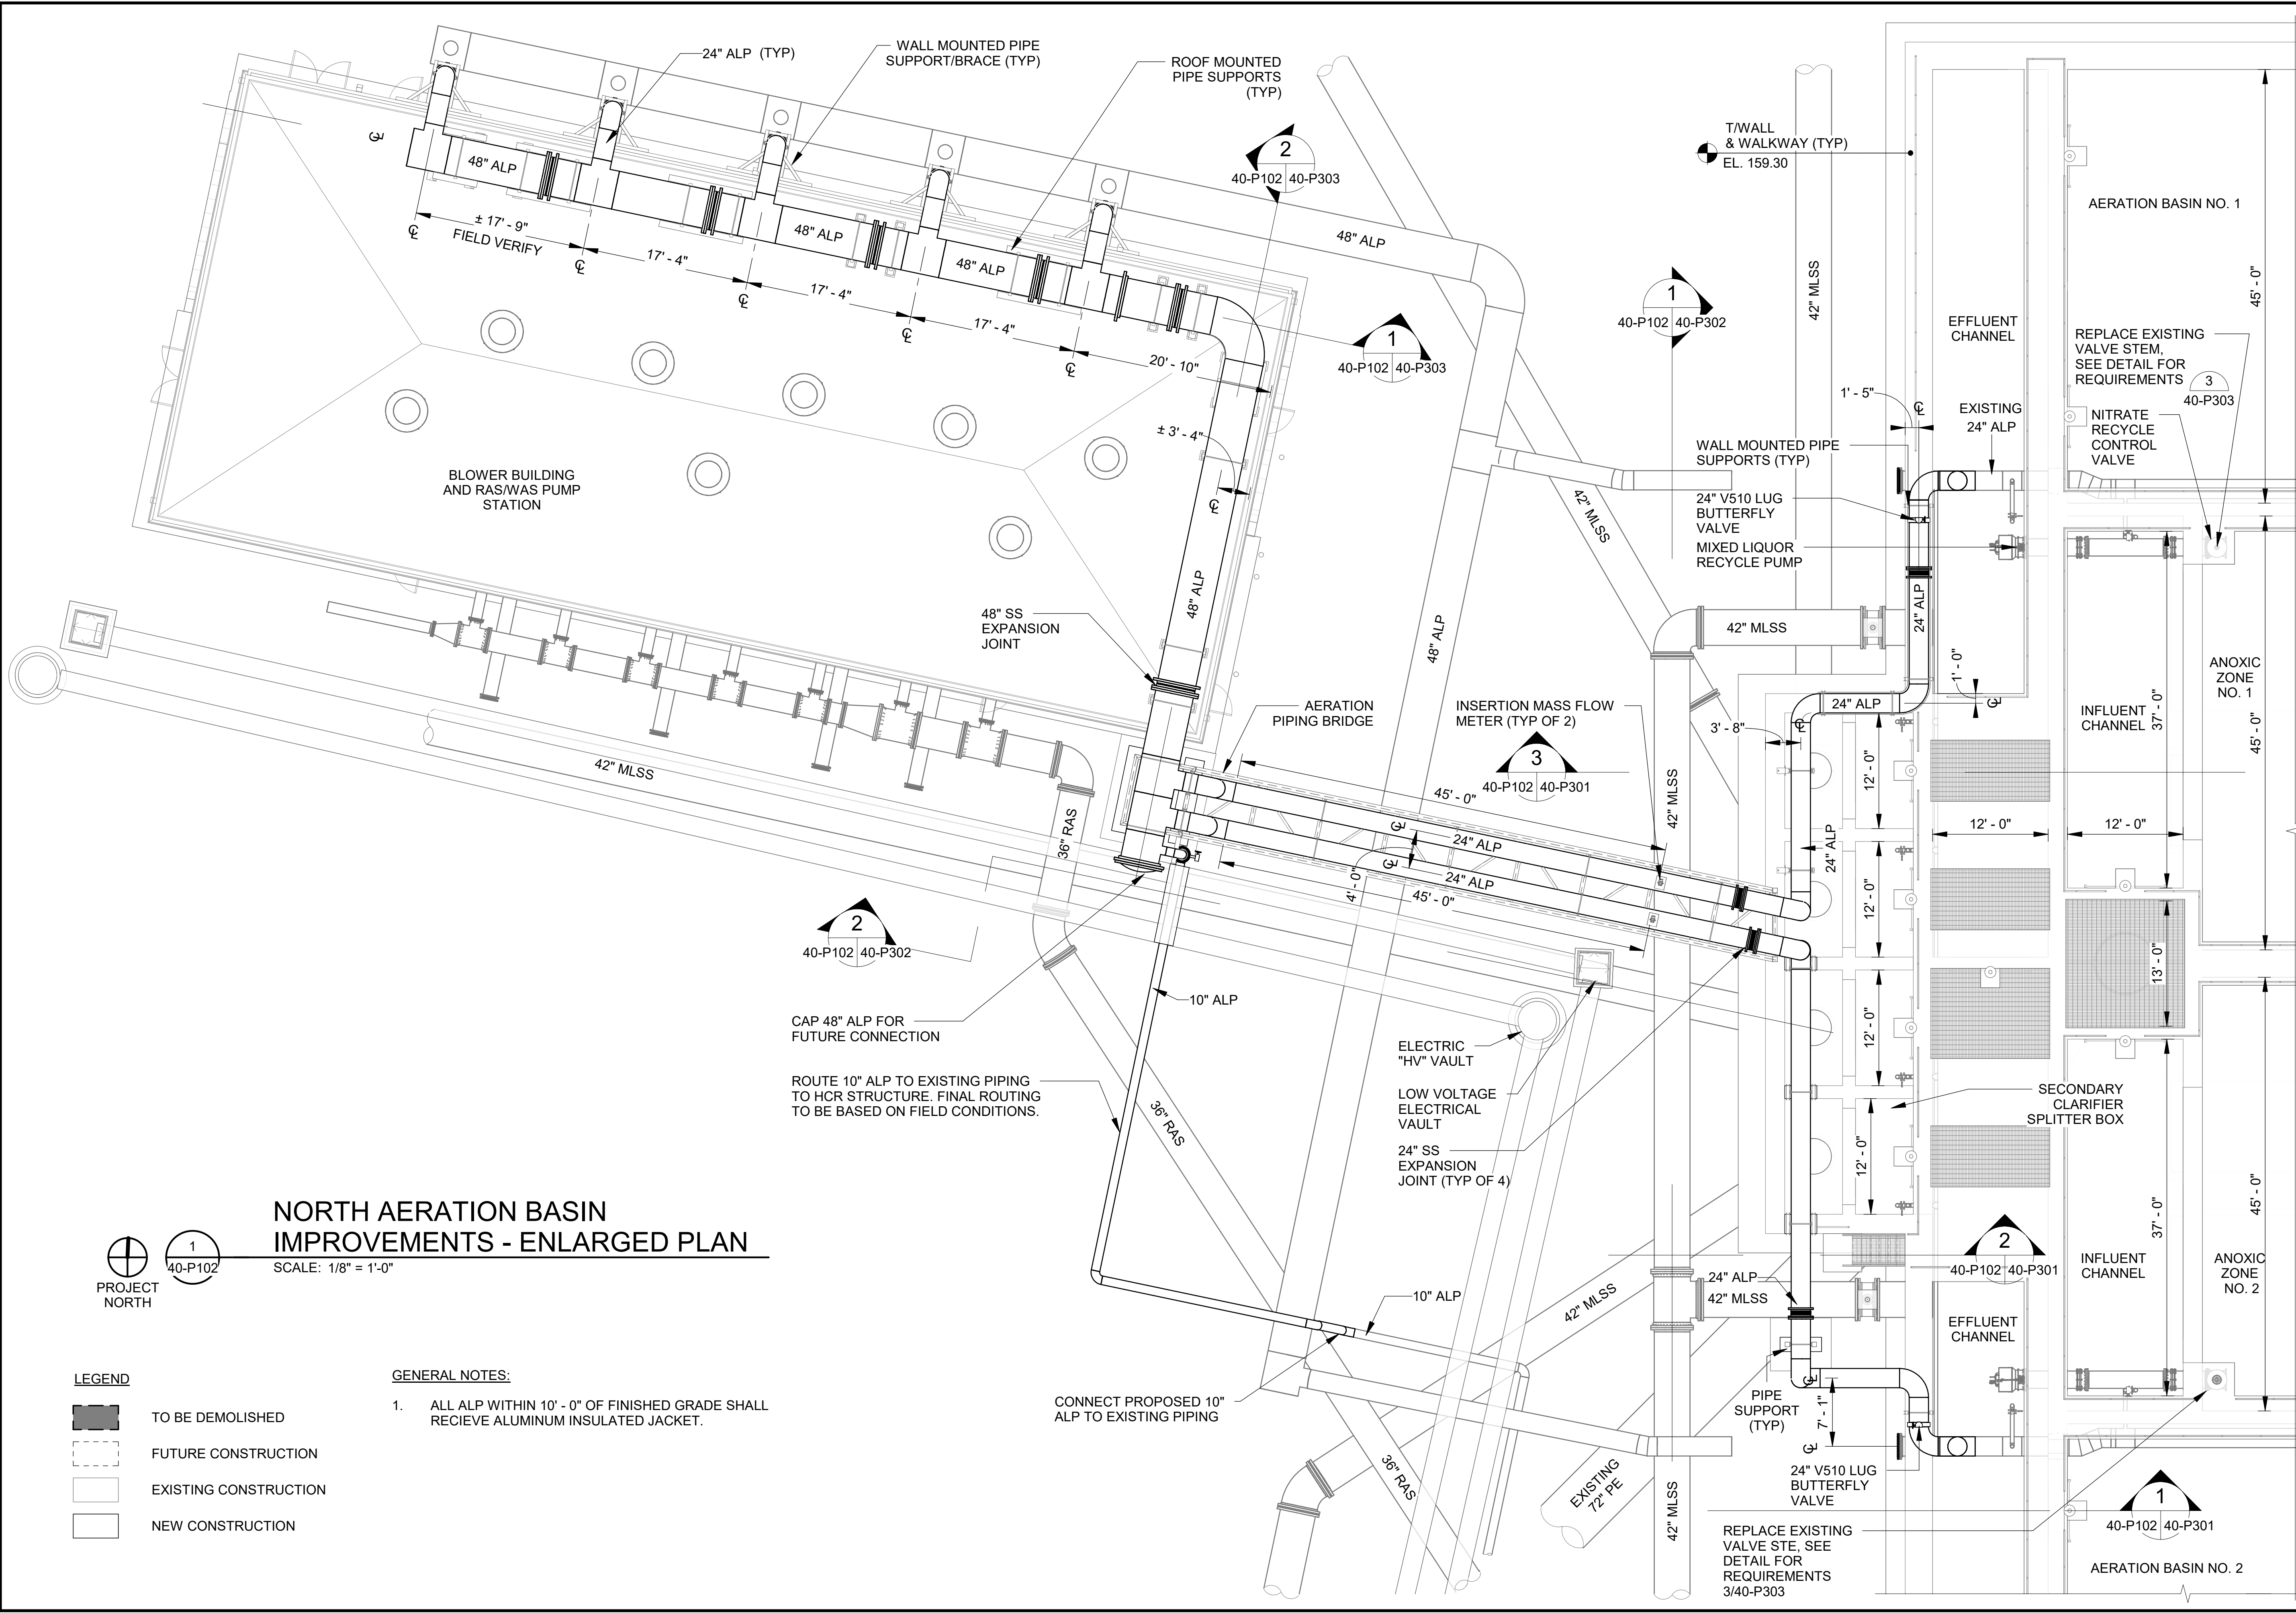 24" ALP (TYP)
WALL MOUNTED PIPE
SUPPORT/BRACE (TYP)
ROOF MOUNTED
PIPE SUPPORTS
(TYP)
2
40-P102 40-P303
T/WALL
& WALKWAY (TYP)
EL. 159.30
AERATION BASIN NO. 1
48" ALP
± 17' - 9"
FIELD VERIFY
17' - 4"
48" ALP
17' - 4"
48" ALP
17' - 4"
20' - 10"
48" ALP
1
40-P102 40-P303
1
40-P102 40-P302
42" MLSS
45' - 0"
EFFLUENT
CHANNEL
REPLACE EXISTING
VALVE STEM,
SEE DETAIL FOR
REQUIREMENTS
3
40-P303
1' - 5"
EXISTING
24" ALP
NITRATE
RECYCLE
CONTROL
VALVE
WALL MOUNTED PIPE
SUPPORTS (TYP)
24" V510 LUG
BUTTERFLY
VALVE
MIXED LIQUOR
RECYCLE PUMP
± 3' - 4"
BLOWER BUILDING
AND RAS/WAS PUMP
STATION
42" MLSS
48" ALP
48" SS
EXPANSION
JOINT
48" ALP
42" MLSS
24" ALP
1' - 0"
ANOXIC
ZONE
NO. 1
AERATION
PIPING BRIDGE
INSERTION MASS FLOW
METER (TYP OF 2)
3
40-P102 40-P301
24" ALP
3' - 8"
INFLUENT
CHANNEL
37' - 0"
45' - 0"
42" MLSS
36" RAS
45' - 0"
42" MLSS
12' - 0"
12' - 0"
12' - 0"
24" ALP
24" ALP
24" ALP
4' - 0"
45' - 0"
12' - 0"
2
40-P102 40-P302
13' - 0"
10" ALP
CAP 48" ALP FOR
FUTURE CONNECTION
12' - 0"
ELECTRIC
"HV" VAULT
ROUTE 10" ALP TO EXISTING PIPING
TO HCR STRUCTURE. FINAL ROUTING
TO BE BASED ON FIELD CONDITIONS.
LOW VOLTAGE
ELECTRICAL
VAULT
SECONDARY
CLARIFIER
SPLITTER BOX
36" RAS
24" SS
EXPANSION
JOINT (TYP OF 4)
12' - 0"
45' - 0"
37' - 0"
NORTH AERATION BASIN
IMPROVEMENTS - ENLARGED PLAN
SCALE: 1/8" = 1'-0"
1
40-P102
PROJECT
NORTH
2
40-P102 40-P301
INFLUENT
CHANNEL
ANOXIC
ZONE
NO. 2
24" ALP
42" MLSS
10" ALP
42" MLSS
EFFLUENT
CHANNEL
LEGEND
TO BE DEMOLISHED
FUTURE CONSTRUCTION
EXISTING CONSTRUCTION
NEW CONSTRUCTION
GENERAL NOTES:
1. ALL ALP WITHIN 10' - 0" OF FINISHED GRADE SHALL
RECIEVE ALUMINUM INSULATED JACKET.
CONNECT PROPOSED 10"
ALP TO EXISTING PIPING
PIPE
SUPPORT
(TYP)
7' - 1"
36" RAS
EXISTING
72" PE
42" MLSS
24" V510 LUG
BUTTERFLY
VALVE
1
40-P102 40-P301
REPLACE EXISTING
VALVE STE, SEE
DETAIL FOR
REQUIREMENTS
3/40-P303
AERATION BASIN NO. 2